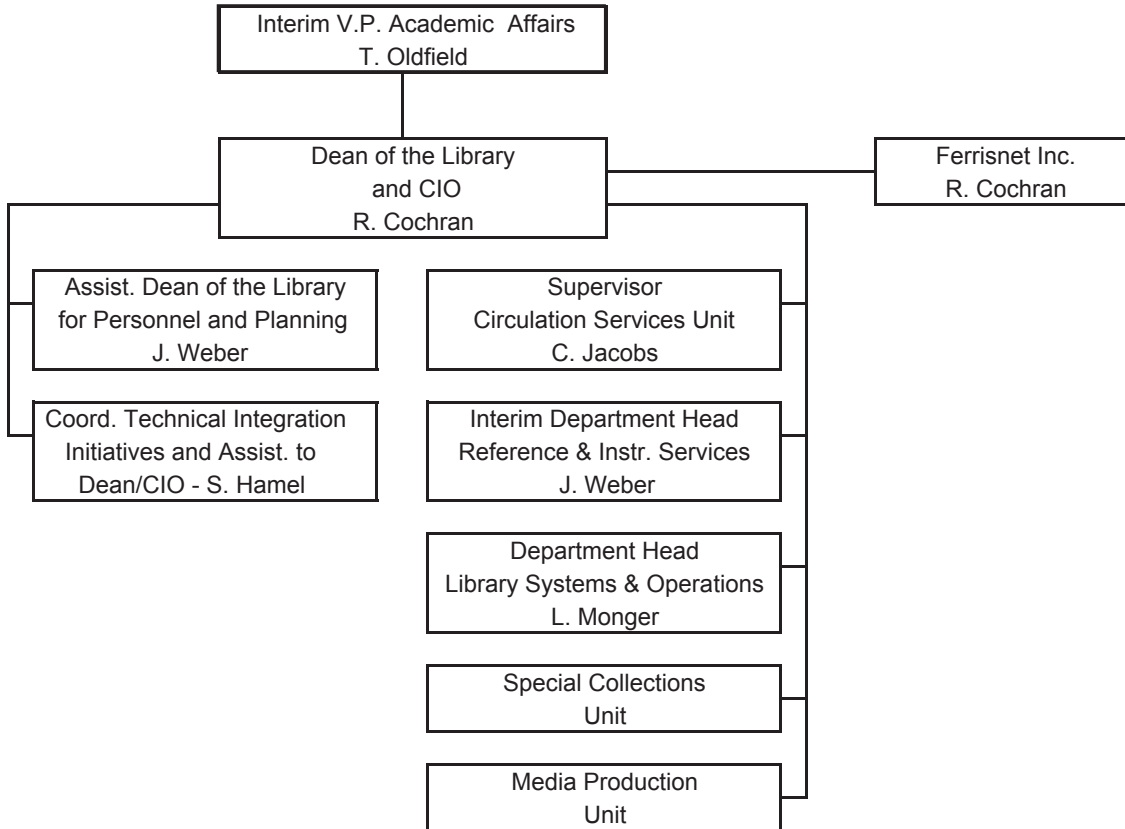 Interim V.P. Academic Affairs
T. Oldfield
Dean of the Library
and CIO
R. Cochran
Ferrisnet Inc.
R. Cochran
Assist. Dean of the Library
for Personnel and Planning
J. Weber
Coord. Technical Integration
Initiatives and Assist. to
Dean/CIO - S. Hamel
Supervisor
Circulation Services Unit
C. Jacobs
Interim Department Head
Reference & Instr. Services
J. Weber
Department Head
Library Systems & Operations
L. Monger
Special Collections
Unit
Media Production
Unit